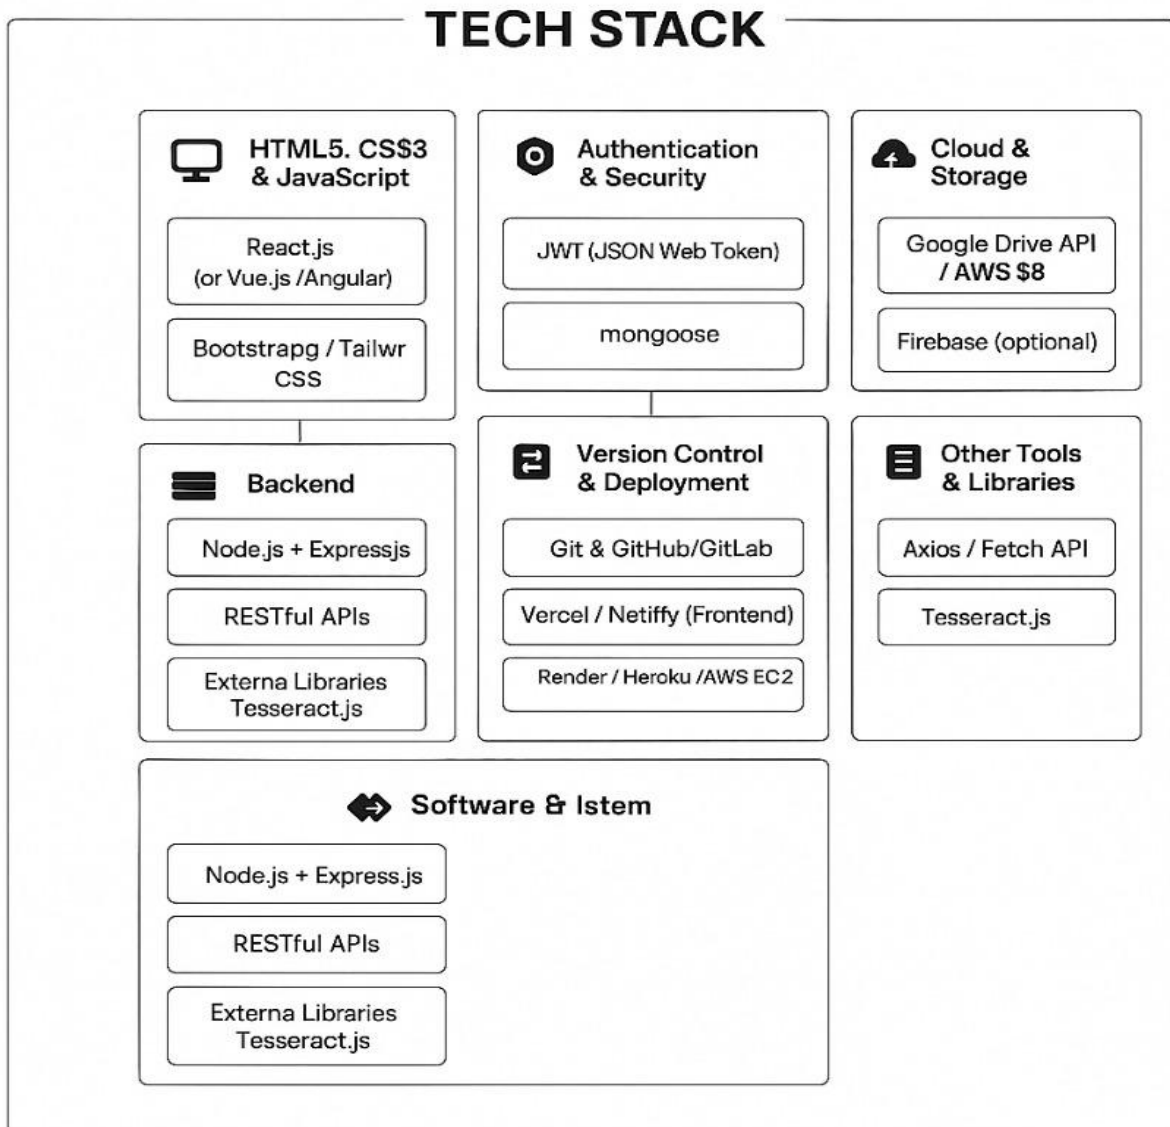 TECH STACK
HTML5. CS$3
& JavaScript
React.js
(or Vue.js /Angular)
Bootstrapg / Tailwr
CSS
Authentication
& Security
JWT (JSON Web Token)
mongoose
Cloud &
Storage
Google Drive API
/ AWS $8
Firebase (optional)
Backend
Node.js + Expressjs
RESTful APIs
Externa Libraries
Tesseract.js
Version Control
& Deployment
Git & GitHub/GitLab
Vercel / Netiffy (Frontend)
Render / Heroku /AWS EC2
Other Tools
& Libraries
Axios / Fetch API
Tesseract.js
Software & Istem
Node.js + Express.js
RESTful APIs
Externa Libraries
Tesseract.js